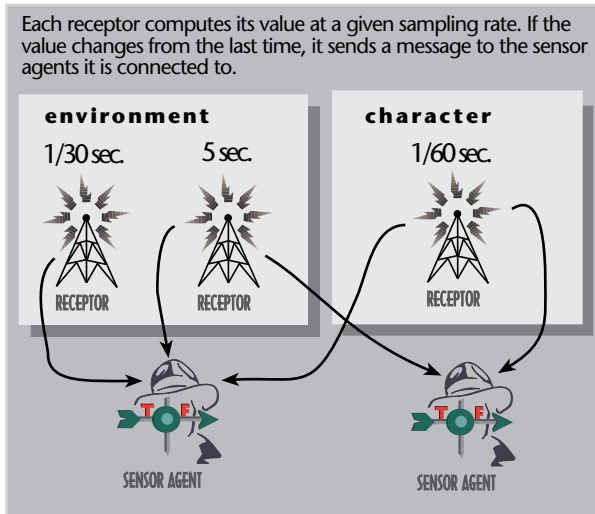 Each receptor computes its value at a given sampling rate. If the
value changes from the last time, it sends a message to the sensor
agents it is connected to.
environment
1/30 sec.
5 sec.
RECEPTOR
RECEPTOR
character
1/60 sec.
RECEPTOR
T F
SENSOR AGENT
T F
SENSOR AGENT